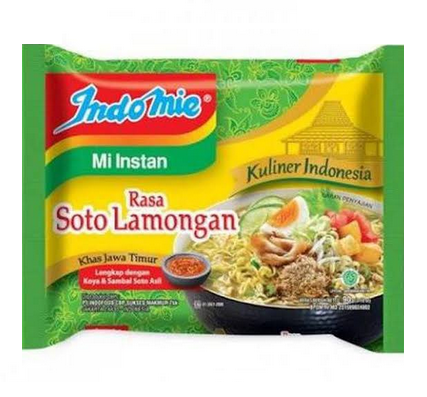 Indomie®
Mi Instan
Rasa
Soto Lamongan
Khas Jawa Timur
Lengkap dengan
Koya & Sambal Soto Asli
Kuliner Indonesia
SARAN PENYAJIAN